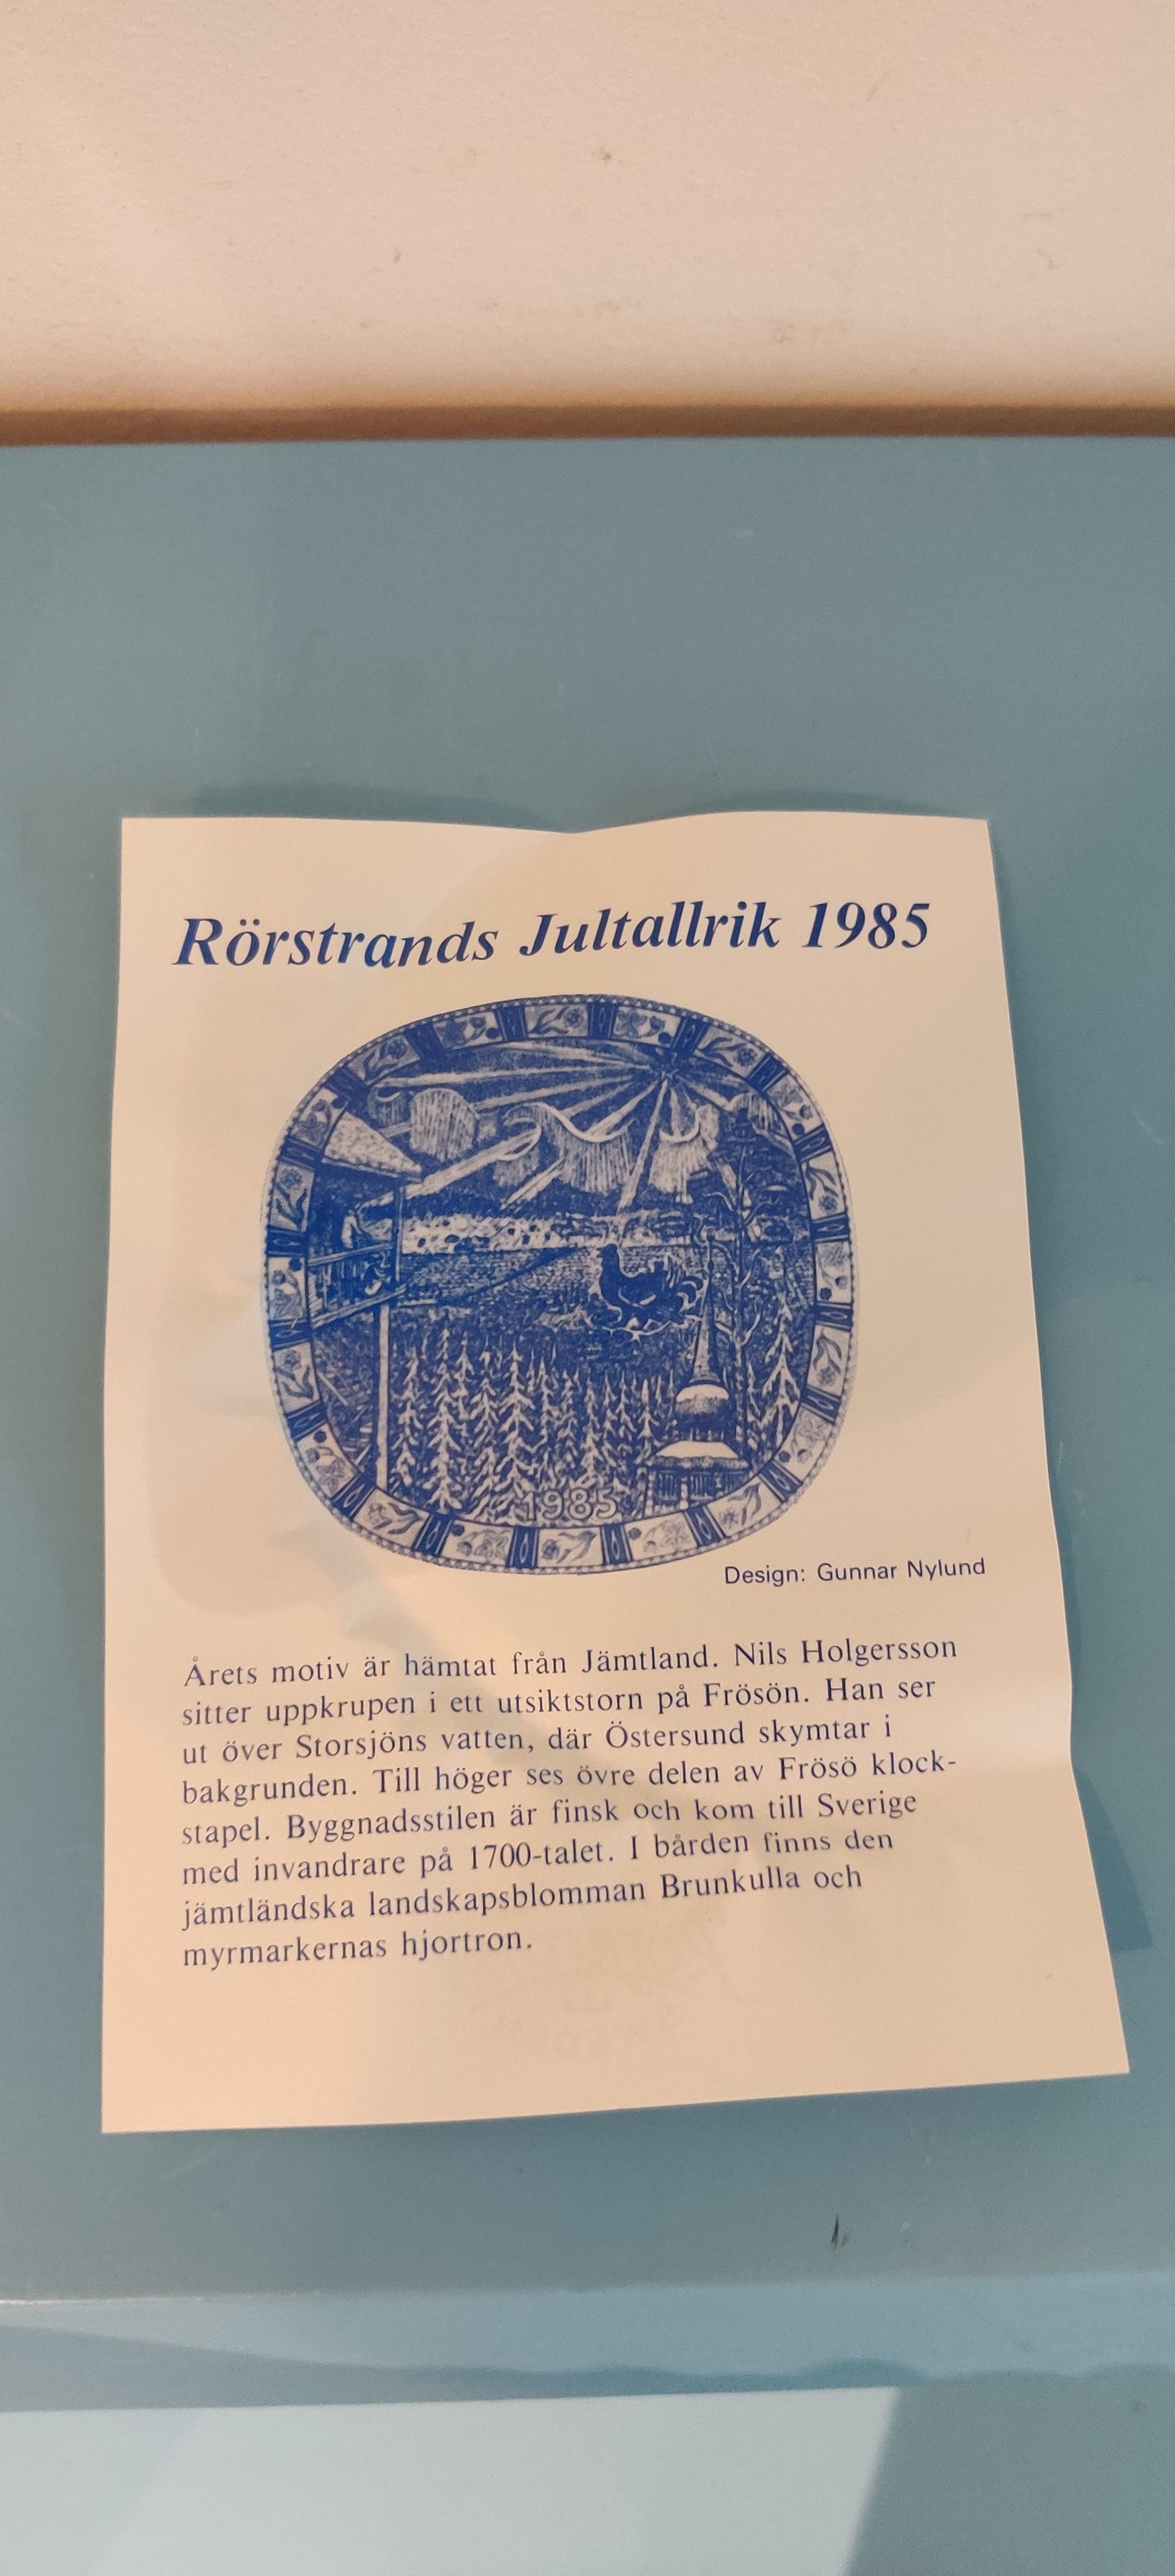 Rörstrands Jultallrik 1985
1985
Design: Gunnar Nylund
Årets motiv är hämtat från Jämtland. Nils Holgersson
sitter uppkrupen i ett utsiktstorn på Frösön. Han ser
ut över Storsjöns vatten, där Östersund skymtar i
bakgrunden. Till höger ses övre delen av Frösö klock-
stapel. Byggnadsstilen är finsk och kom till Sverige
med invandrare på 1700-talet. I bården finns den
jämtländska landskapsblomman Brunkulla och
myrmarkernas hjortron.